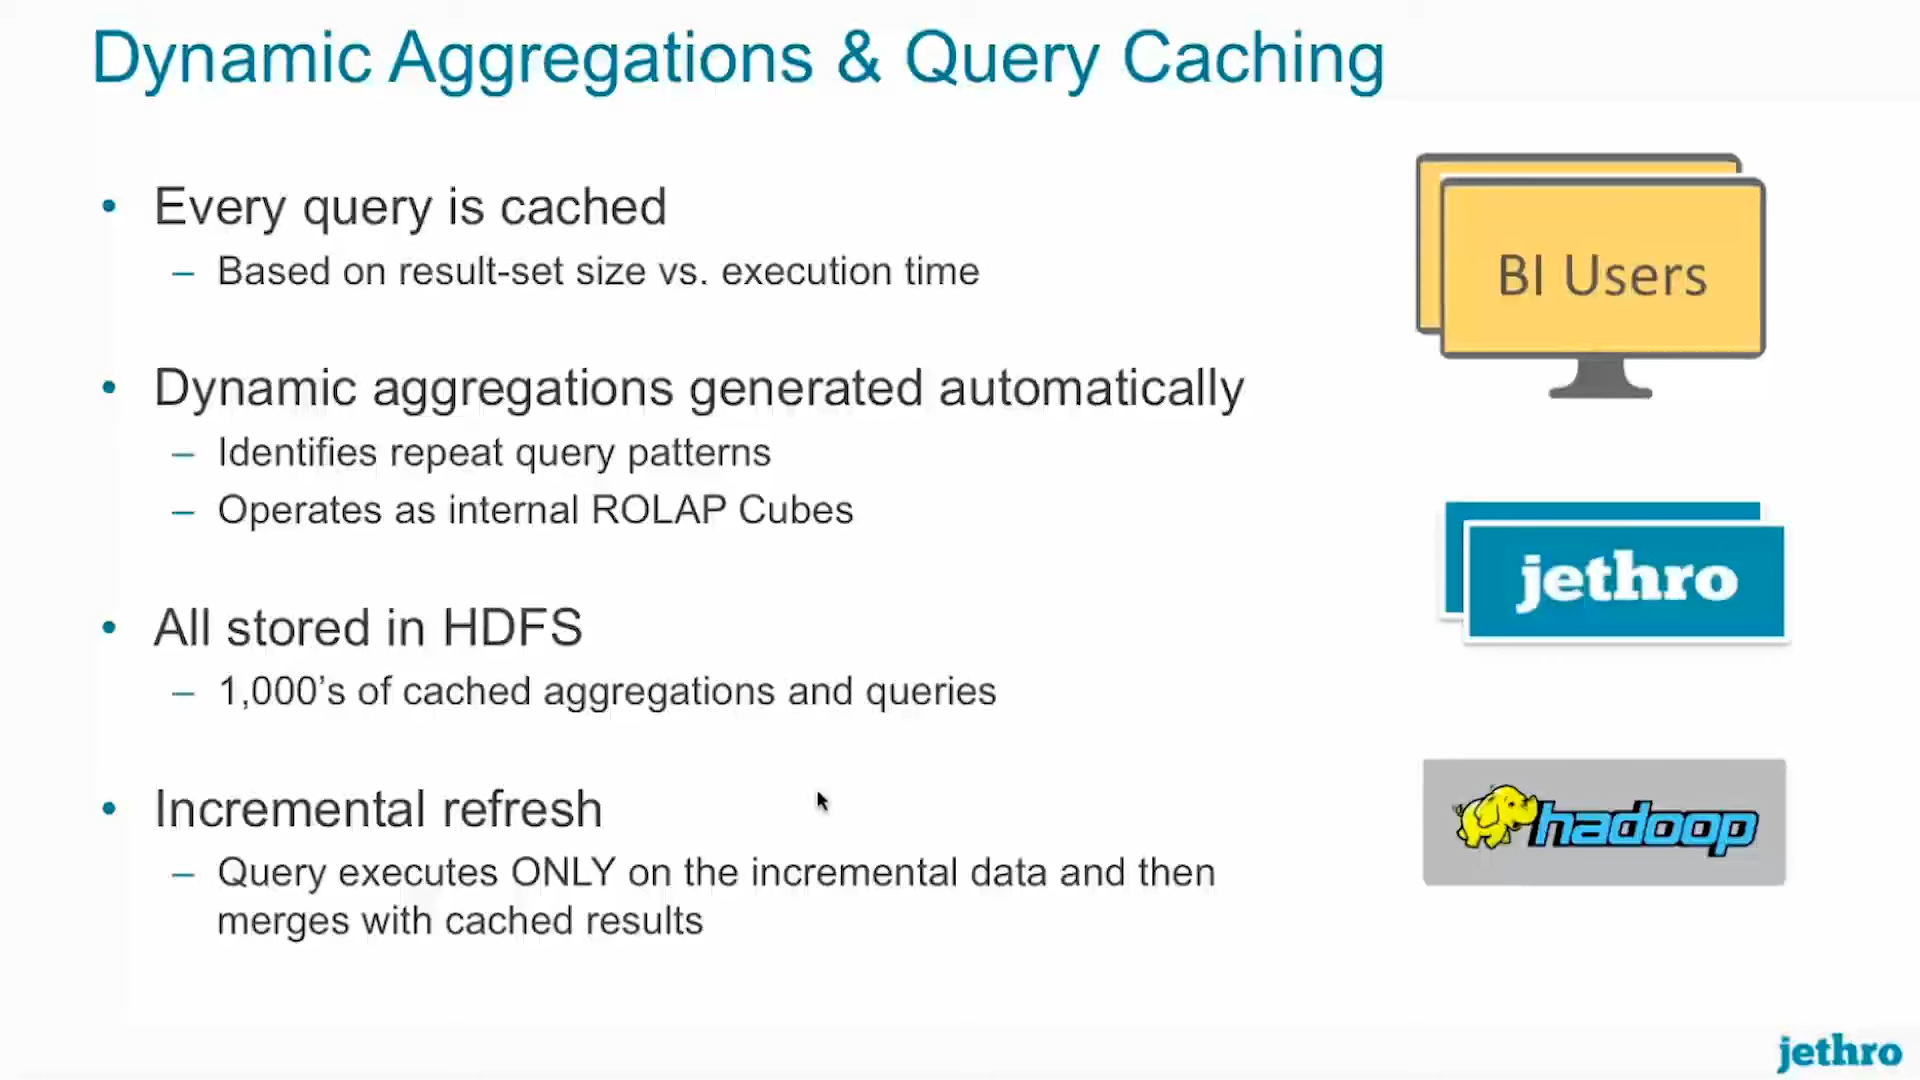 Dynamic Aggregations & Query Caching
• Every query is cached
– Based on result-set size vs. execution time
• Dynamic aggregations generated automatically
– Identifies repeat query patterns
– Operates as internal ROLAP Cubes
• All stored in HDFS
– 1,000’s of cached aggregations and queries
• Incremental refresh
– Query executes ONLY on the incremental data and then
merges with cached results
BI Users
jethro
hadoop
jethro